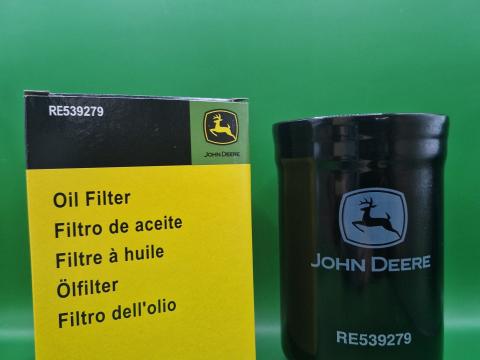 RE539279
JOHN DEERE
Oil Filter
Filtro de aceite
Filtre à huile
Ölfilter
Filtro dell'olio
JOHN DEERE
RE539279